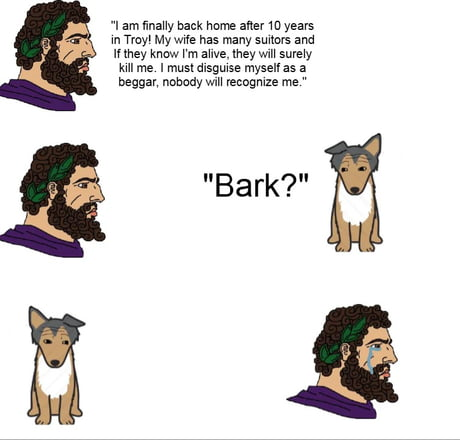 "I am finally back home after 10 years
in Troy! My wife has many suitors and
If they know I'm alive, they will surely
kill me. I must disguise myself as a
beggar, nobody will recognize me."
"Bark?"